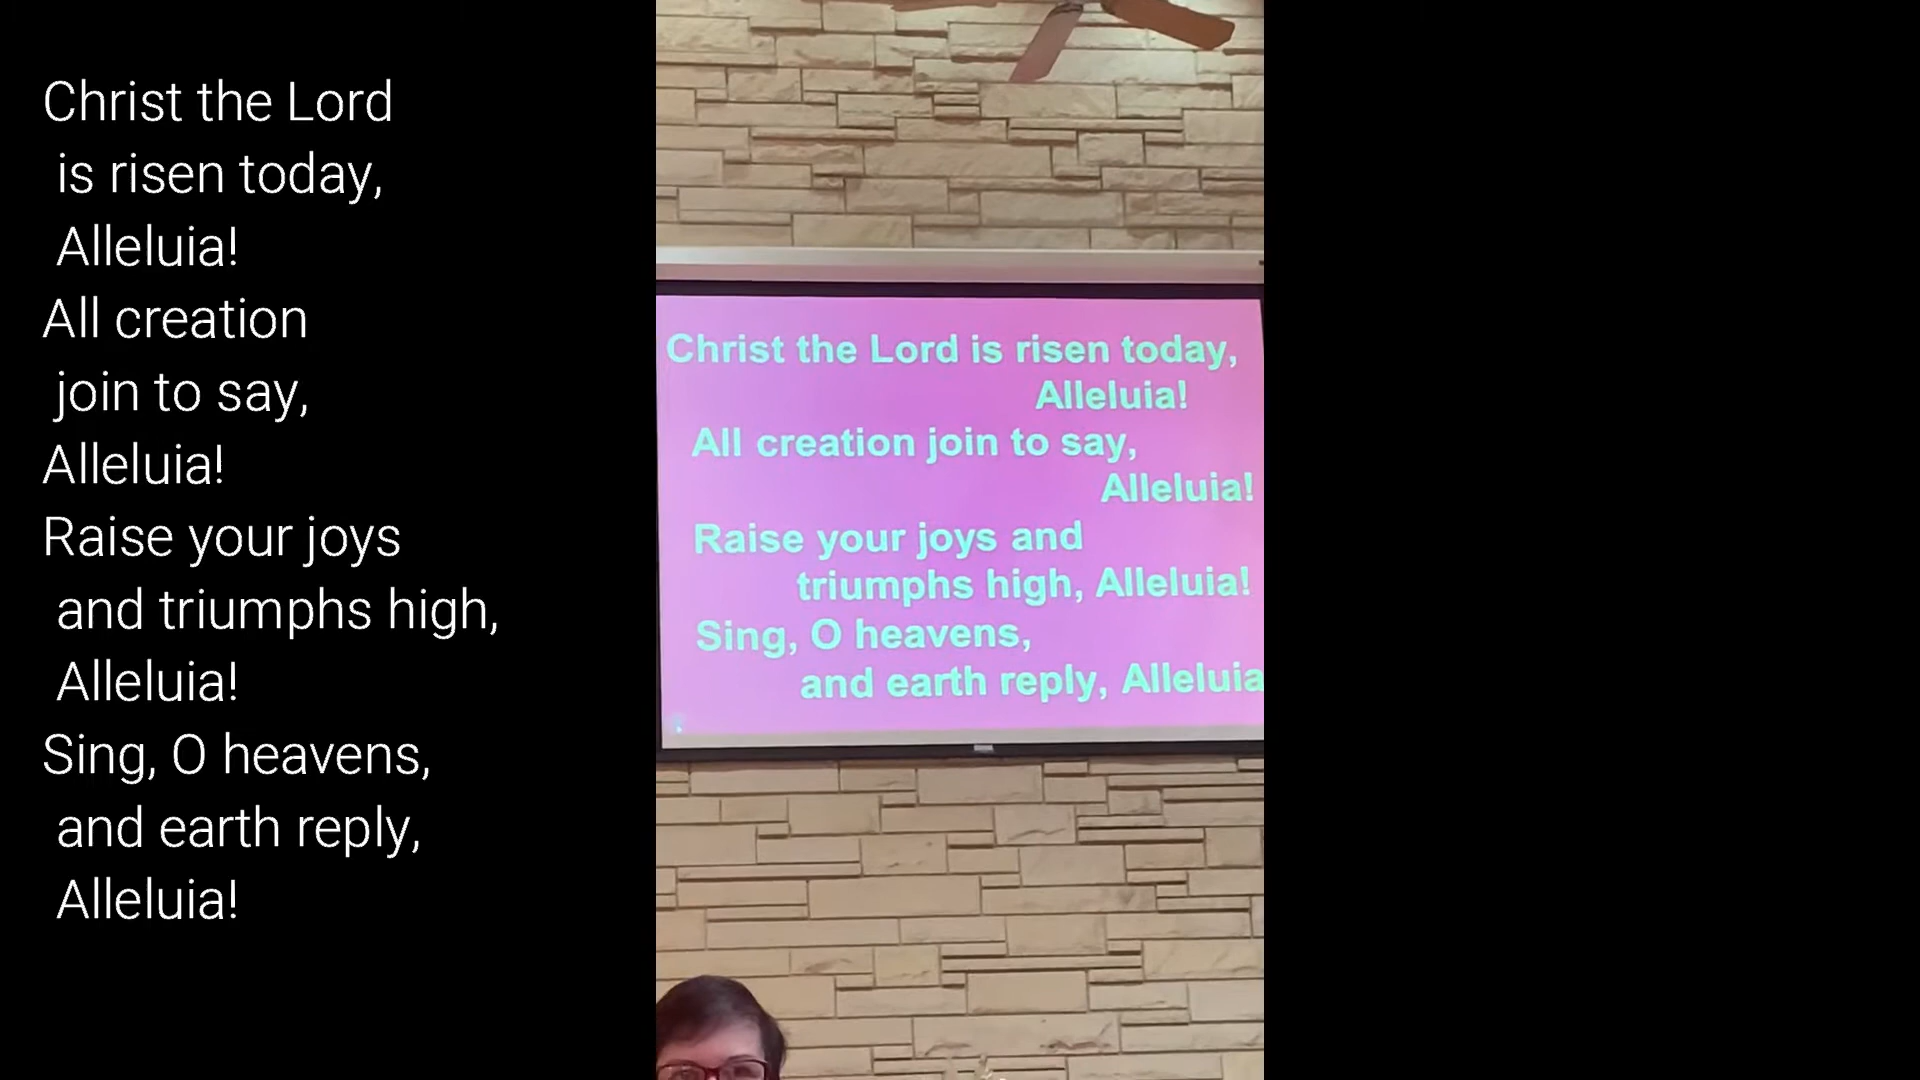 Christ the Lord
is risen today,
Alleluia!
All creation
join to say,
Alleluia!
Raise your joys
and triumphs high,
Alleluia!
Sing, O heavens,
and earth reply,
Alleluia!
Christ the Lord is risen today,
Alleluia!
All creation join to say,
Alleluia!
Raise your joys and
triumphs high, Alleluia!
Sing, O heavens,
and earth reply, Alleluia